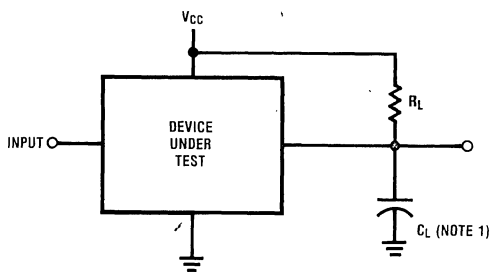 VCC
RL
DEVICE
UNDER
TEST
INPUT
CL (NOTE 1)